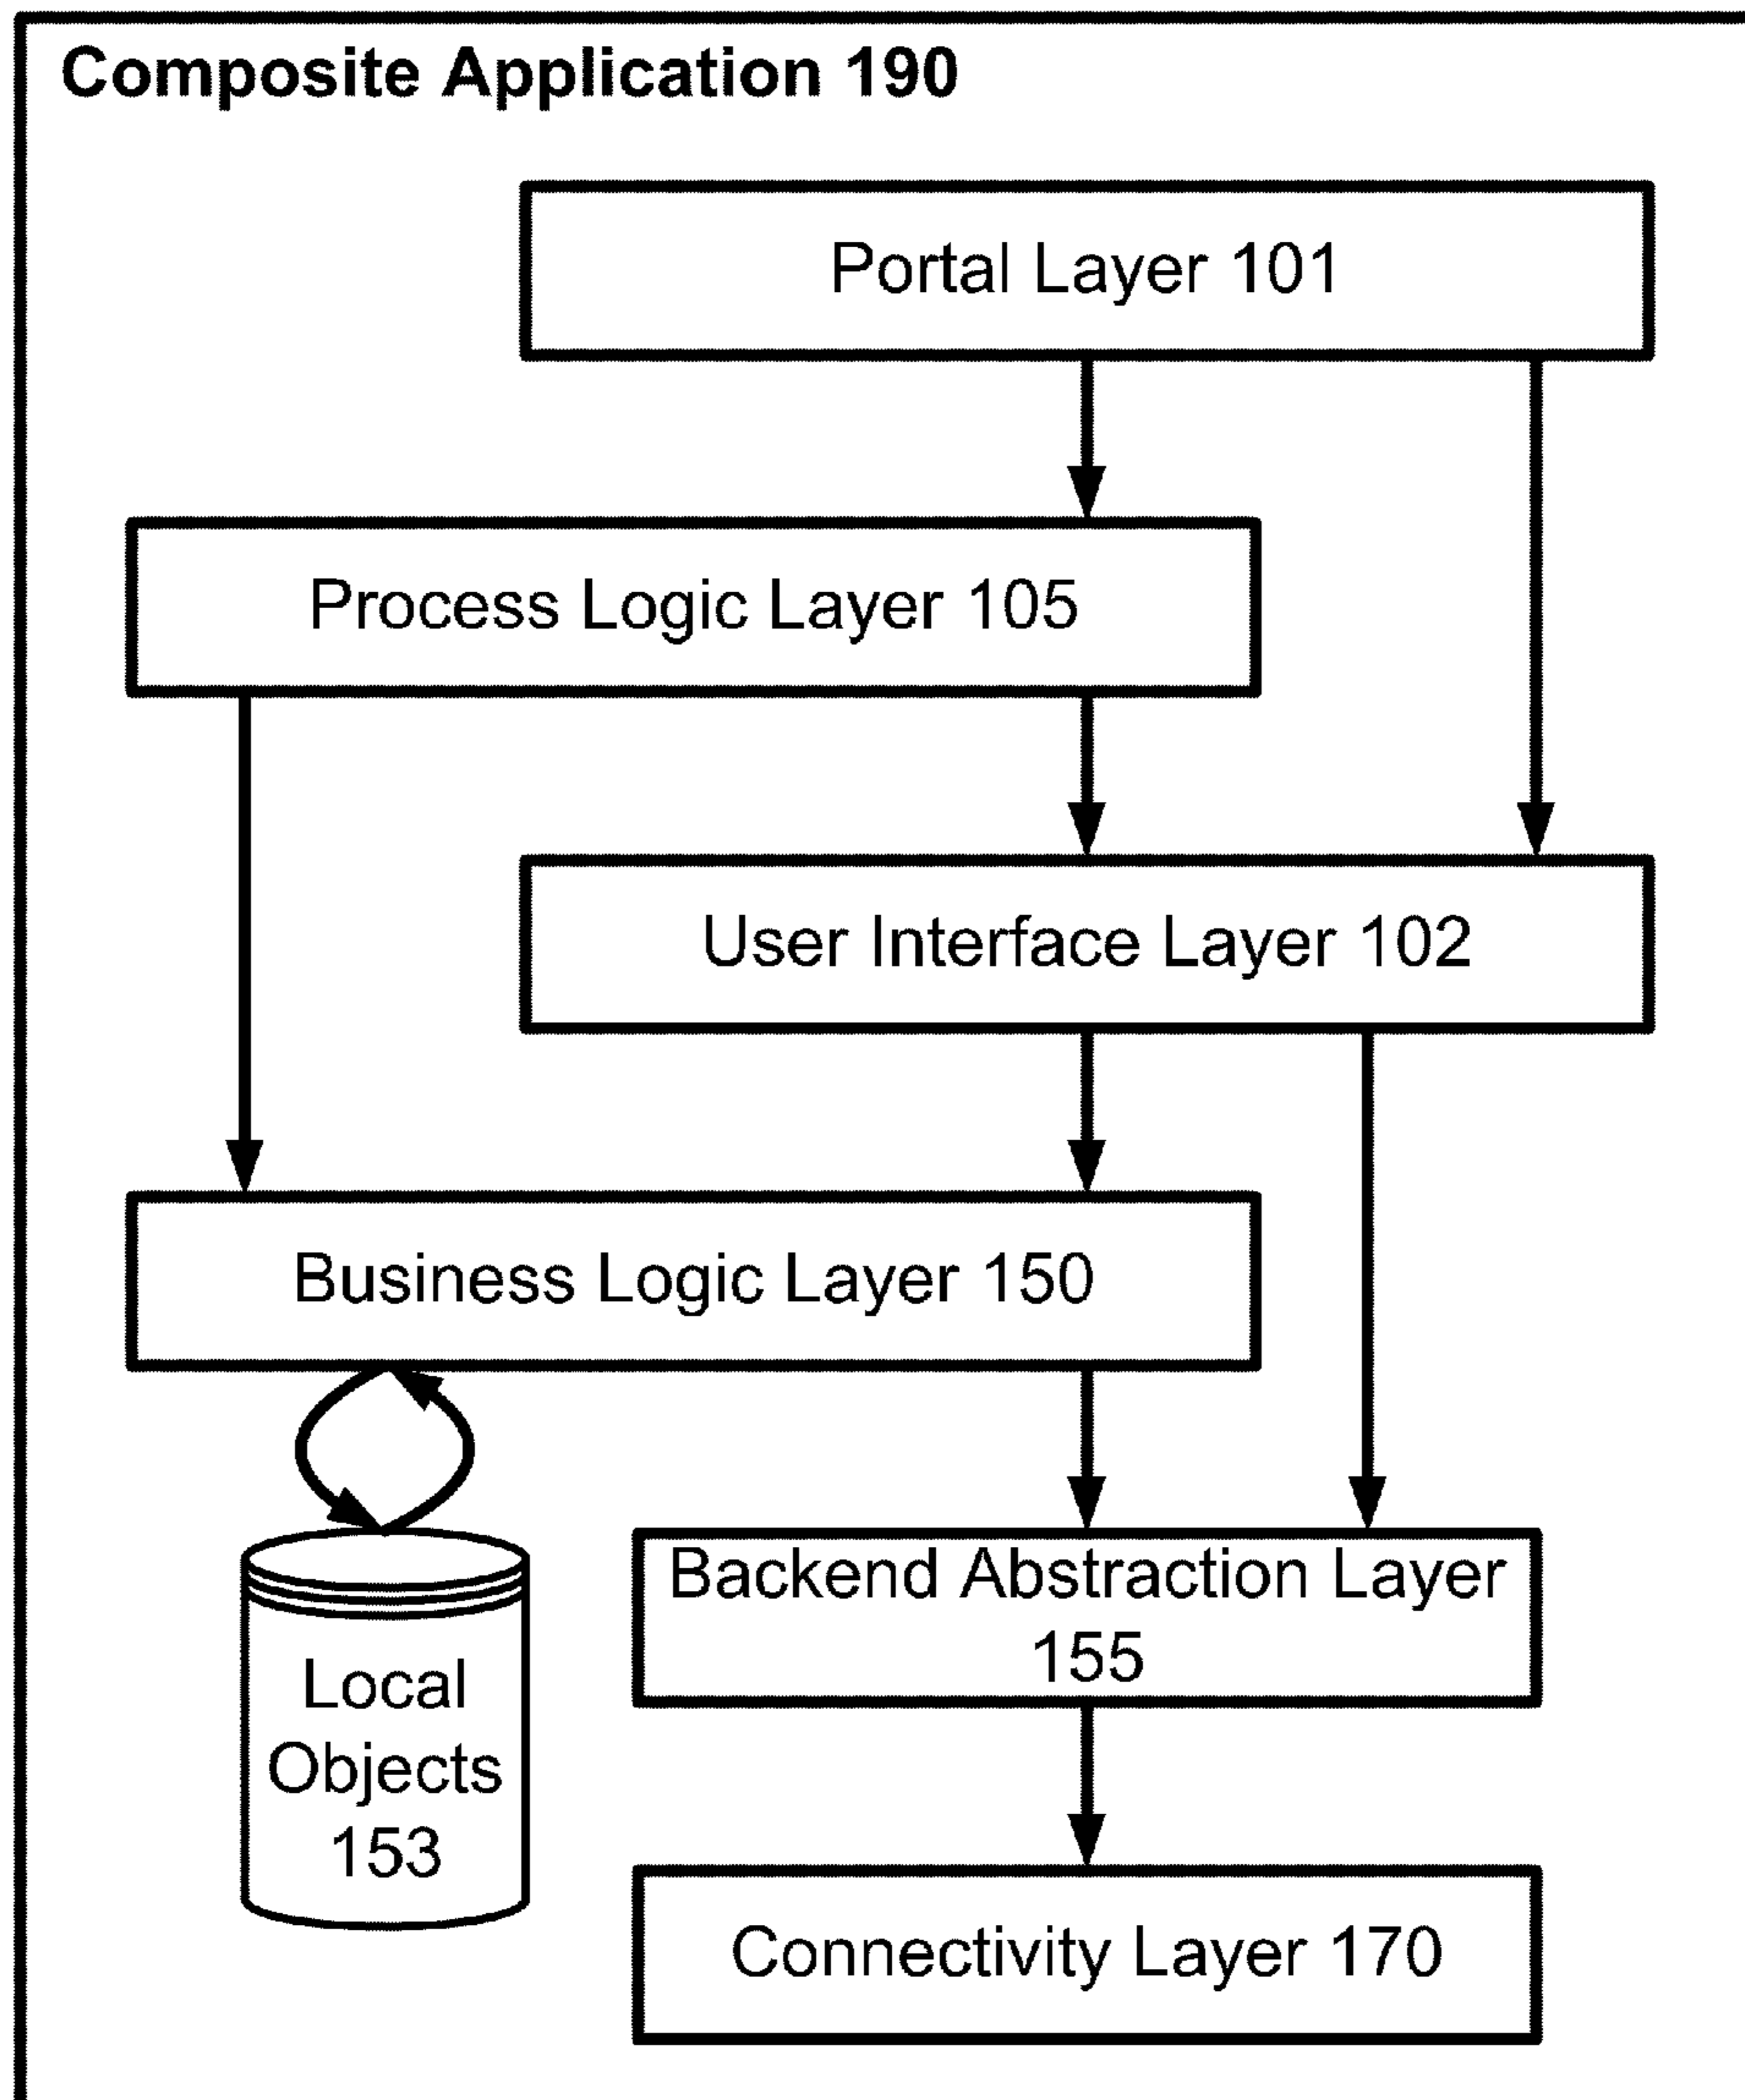 Composite Application 190
Portal Layer 101
Process Logic Layer 105
User Interface Layer 102
Business Logic Layer 150
Backend Abstraction Layer
155
Local
Objects
153
Connectivity Layer 170